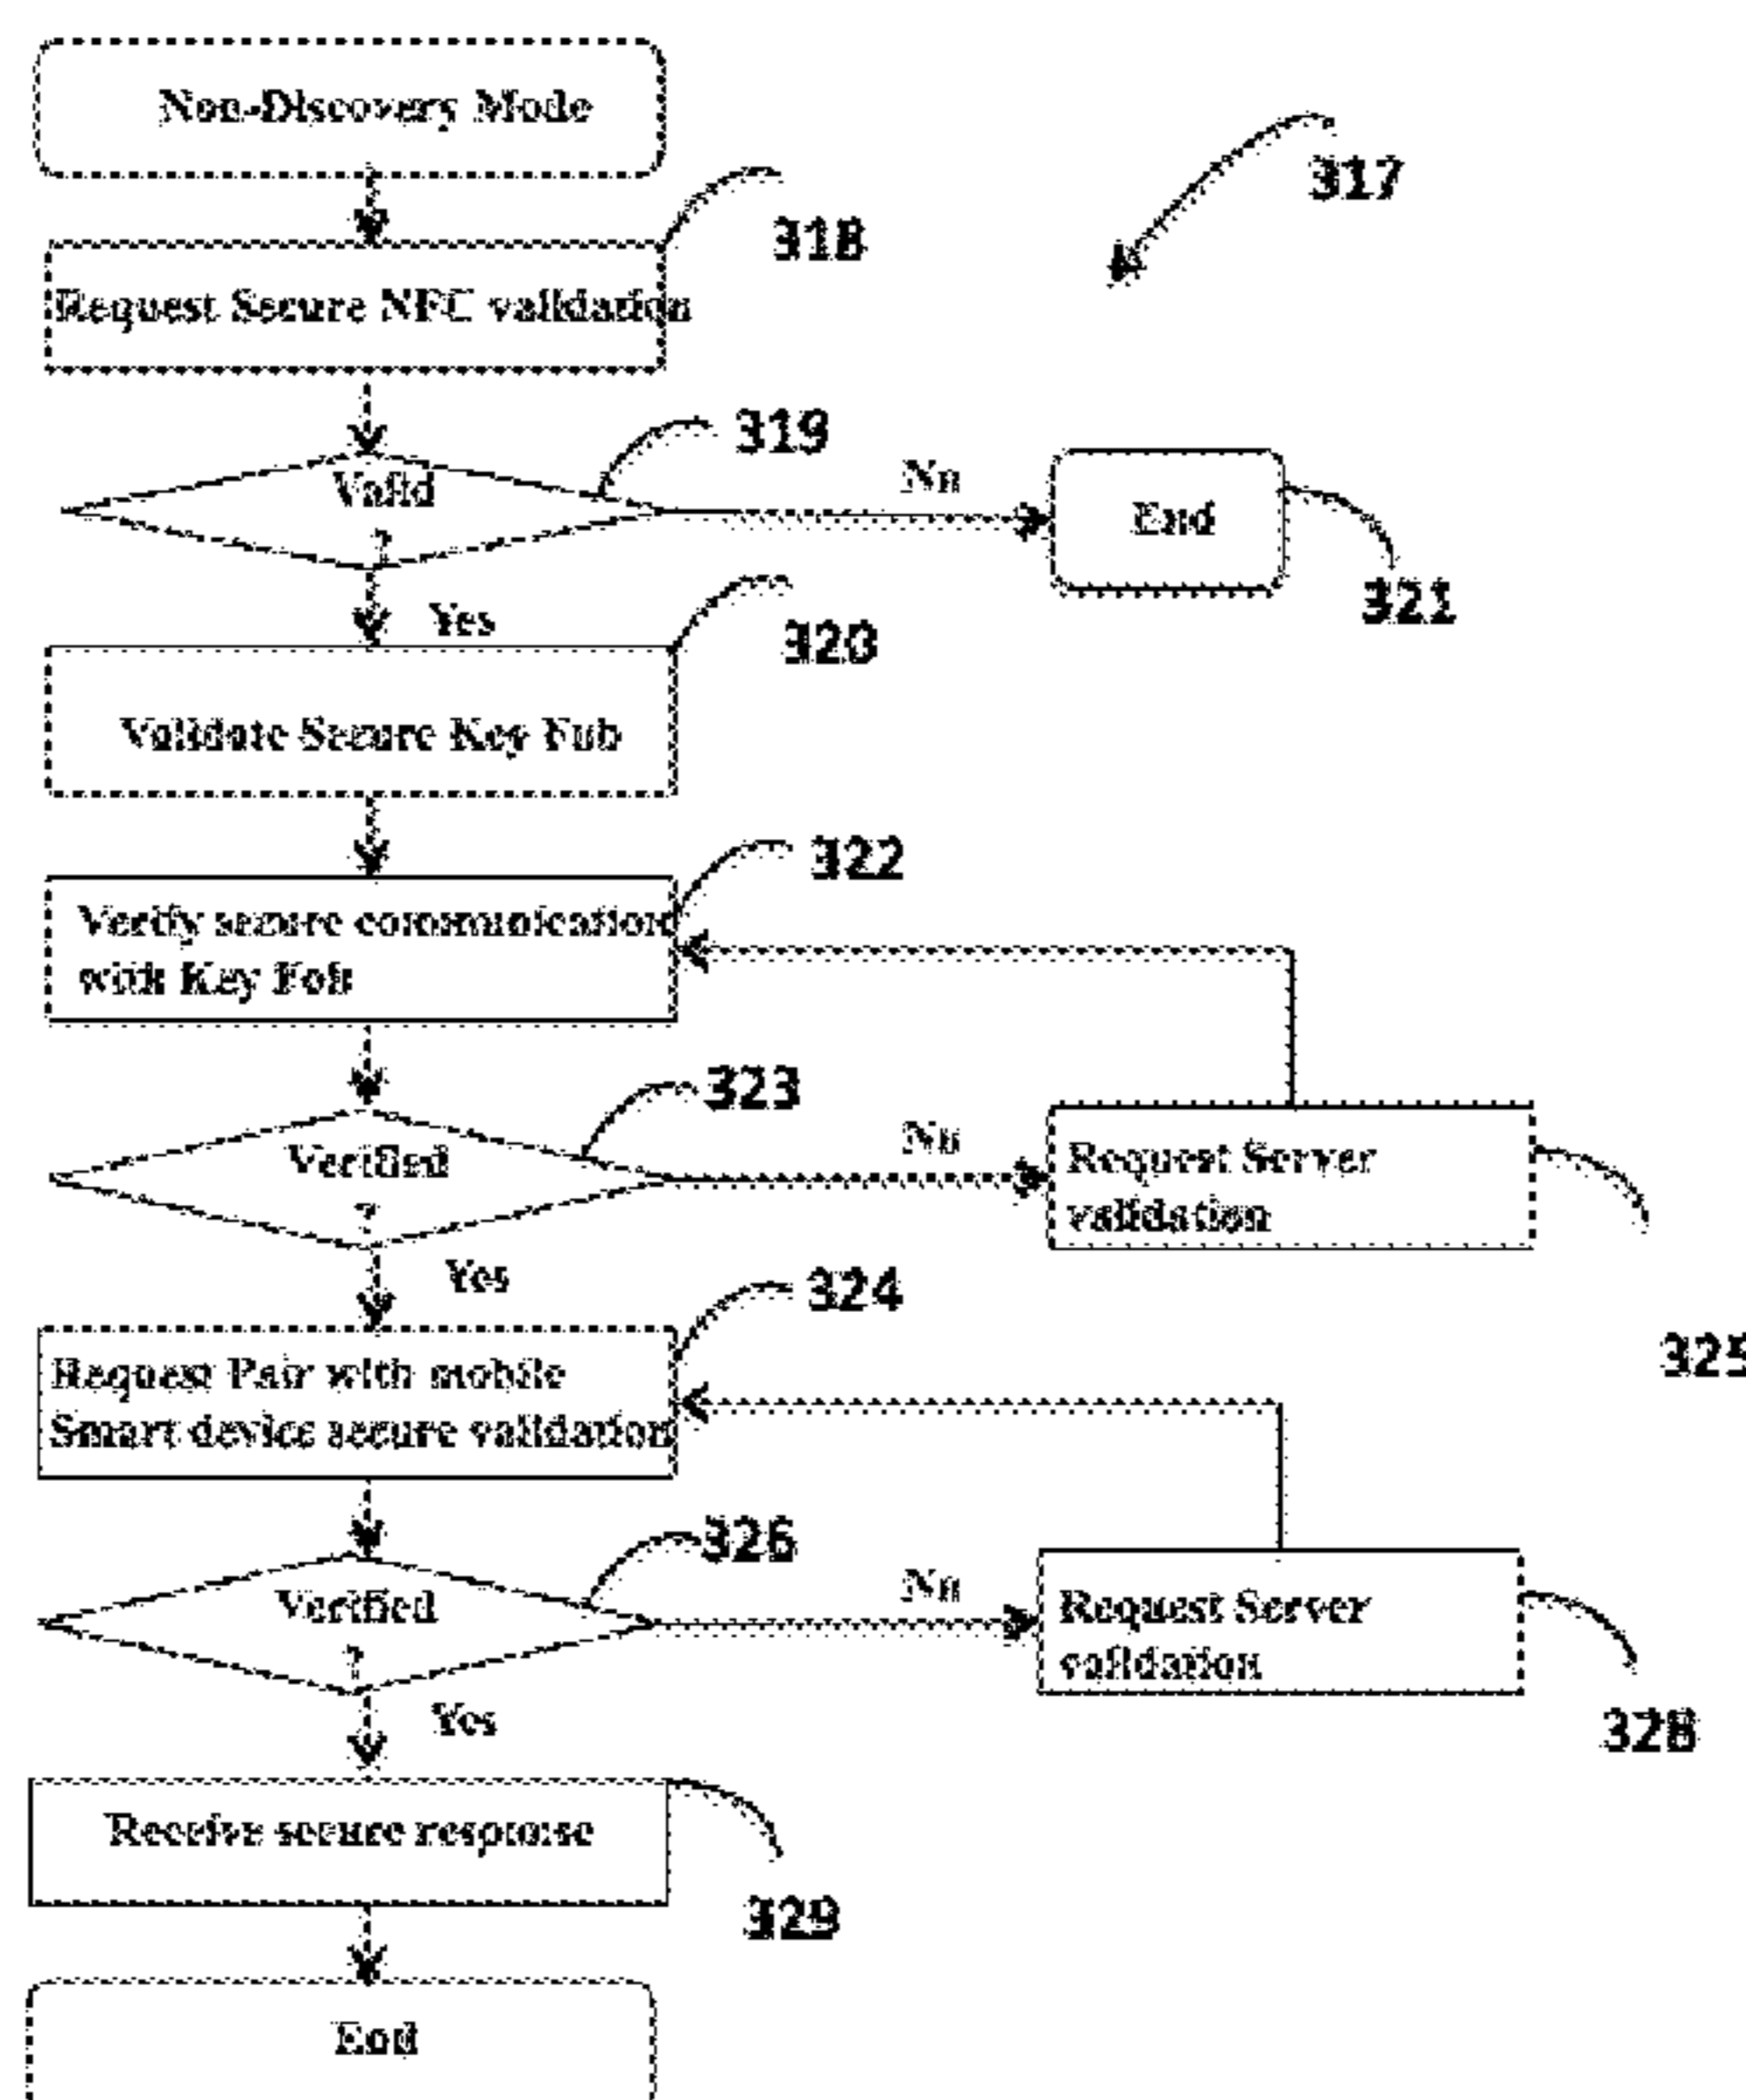 Non-Discovery Mode
317
318
Request Secure NFC validation
319
Valid
?
No
End
321
Yes
320
Validate Secure Key Fob
322
Verify secure communication
with Key Fob
323
Verified
?
No
Request Server
validation
325
Yes
324
Request Pair with mobile
Smart device secure validation
326
Verified
?
No
Request Server
validation
328
Yes
Receive secure response
329
End